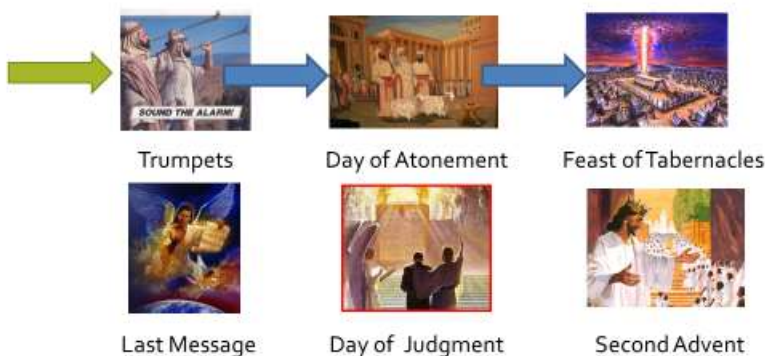 SOUND THE ALARM!
Trumpets
Day of Atonement
Feast of Tabernacles
Last Message
Day of Judgment
Second Advent